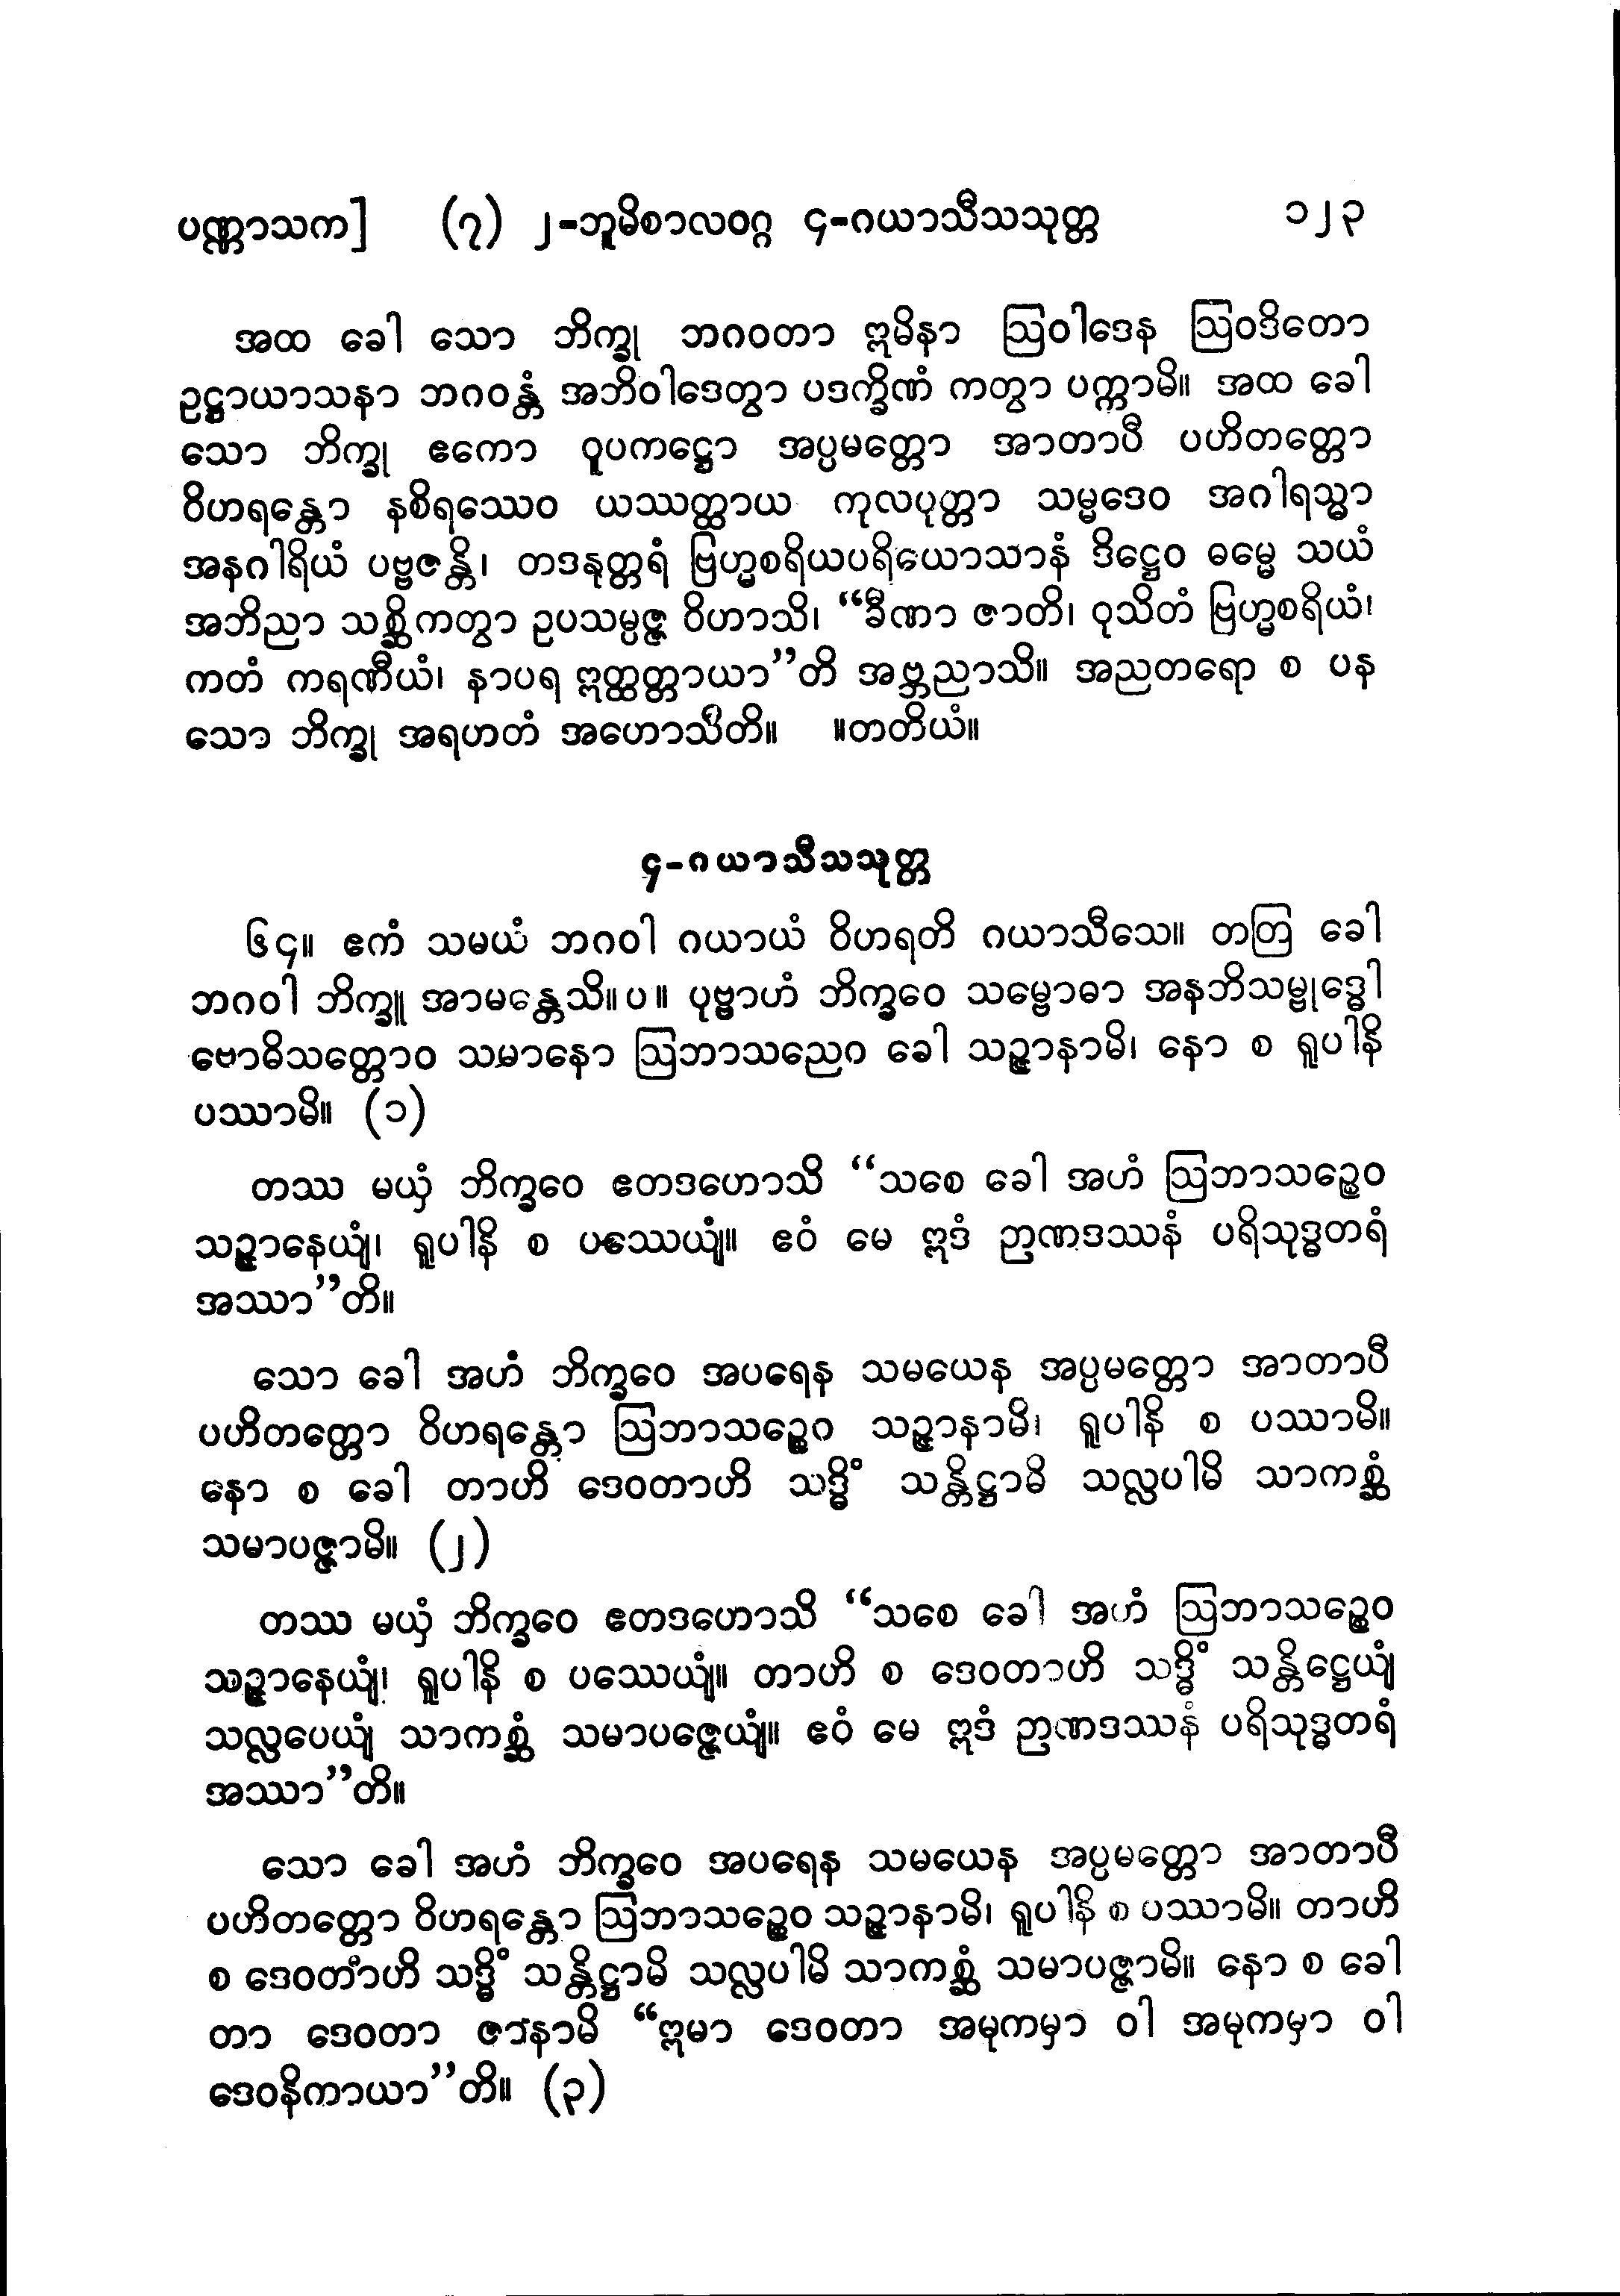 ပဏ္ဏာသက] (၇) ၂-ဘူမိစာလဝဂ္ဂ ၄-ဂယာသီသသုတ္တ ၁၂၃
အထ ခေါ သော ဘိက္ခု ဘဂဝတာ ဣမိနာ ဩဝါဒေန ဩဝဒိတော
ဥဋ္ဌာယာသနာ ဘဂဝန္တံ အဘိဝါဒေတွာ ပဒက္ခိဏံ ကတွာ ပက္ကာမိ။ အထ ခေါ
သော ဘိက္ခု ဧကော ဝူပကဋ္ဌော အပ္ပမတ္တော အာတာပီ ပဟိတတ္တော
ဝိဟရန္တော နစိရဿေဝ ယဿတ္ထာယ ကုလပုတ္တာ သမ္မဒေဝ အဂါရသ္မာ
အနဂါရိယံ ပဗ္ဗဇန္တိ၊ တဒနုတ္တရံ ဗြဟ္မစရိယပရိယောသာနံ ဒိဋ္ဌေဝ ဓမ္မေ သယံ
အဘိညာ သစ္ဆိကတွာ ဥပသမ္ပဇ္ဇ ဝိဟာသိ၊ “ခီဏာ ဇာတိ၊ ဝုသိတံ ဗြဟ္မစရိယံ၊
ကတံ ကရဏီယံ၊ နာပရ ဣတ္ထတ္တာယာ”တိ အဗ္ဘညာသိ။ အညတရော စ ပန
သော ဘိက္ခု အရဟတံ အဟောသီတိ။ ။တတိယံ။
၄-ဂယာသီသသုတ္တ
၆၄။ ဧကံ သမယံ ဘဂဝါ ဂယာယံ ဝိဟရတိ ဂယာသီသေ။ တတြ ခေါ
ဘဂဝါ ဘိက္ခူ အာမန္တေသိ။ပ။ ပုဗ္ဗာဟံ ဘိက္ခဝေ သမ္ဗောဓာ အနဘိသမ္ဗုဒ္ဓေါ
ဗောဓိသတ္တောဝ သမာနော ဩဘာသညေဂ ခေါ သဉ္ဇာနာမိ၊ နော စ ရူပါနိ
ပဿာမိ။ (၁)
တဿ မယှံ ဘိက္ခဝေ ဧတဒဟောသိ “သစေ ခေါ အဟံ ဩဘာသဉ္စေဝ
သဉ္ဇာနေယျံ၊ ရူပါနိ စ ပဿေယျံ။ ဧဝံ မေ ဣဒံ ဉာဏဒဿနံ ပရိသုဒ္ဓတရံ
အဿာ”တိ။
သော ခေါ အဟံ ဘိက္ခဝေ အပရေန သမယေန အပ္ပမတ္တော အာတာပီ
ပဟိတတ္တော ဝိဟရန္တော ဩဘာသဉ္စေဂ သဉ္ဇာနာမိ၊ ရူပါနိ စ ပဿာမိ။
နော စ ခေါ တာဟိ ဒေဝတာဟိ သဒ္ဓိံ သန္တိဋ္ဌာမိ သလ္လပါမိ သာကစ္ဆံ
သမာပဇ္ဇာမိ။ (၂)
တဿ မယှံ ဘိက္ခဝေ ဧတဒဟောသိ “သစေ ခေါ အဟံ ဩဘာသဉ္စေဝ
သဉ္ဇာနေယျံ၊ ရူပါနိ စ ပဿေယျံ။ တာဟိ စ ဒေဝတာဟိ သဒ္ဓိံ သန္တိဋ္ဌေယျံ
သလ္လပေယျံ သာကစ္ဆံ သမာပဇ္ဇေယျံ။ ဧဝံ မေ ဣဒံ ဉာဏဒဿနံ ပရိသုဒ္ဓတရံ
အဿာ”တိ။
သော ခေါ အဟံ ဘိက္ခဝေ အပရေန သမယေန အပ္ပမတ္တော အာတာပီ
ပဟိတတ္တော ဝိဟရန္တော ဩဘာသဉ္စေဝ သဉ္ဇာနာမိ၊ ရူပါနိ စ ပဿာမိ။ တာဟိ
စ ဒေဝတာဟိ သဒ္ဓိံ သန္တိဋ္ဌာမိ သလ္လပါမိ သာကစ္ဆံ သမာပဇ္ဇာမိ။ နော စ ခေါ
တာ ဒေဝတာ ဇာနာမိ “ဣမာ ဒေဝတာ အမုကမှာ ဝါ အမုကမှာ ဝါ
ဒေဝနိကာယာ”တိ။ (၃)